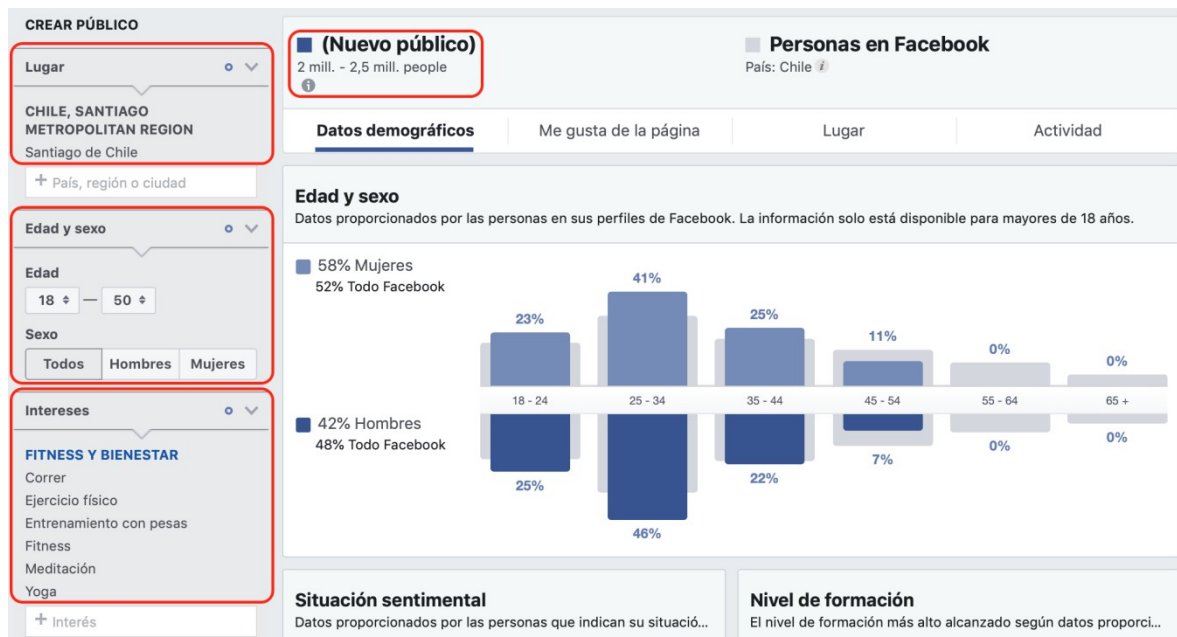 CREAR PÚBLICO
Lugar
CHILE, SANTIAGO
METROPOLITAN REGION
Santiago de Chile
+ País, región o ciudad
Edad y sexo
Edad
18 — 50
Sexo
Todos Hombres Mujeres
Intereses
FITNESS Y BIENESTAR
Correr
Ejercicio físico
Entrenamiento con pesas
Fitness
Meditación
Yoga
+ Interés
(Nuevo público)
2 mill. - 2,5 mill. people
Personas en Facebook
País: Chile
Datos demográficos Me gusta de la página Lugar Actividad
Edad y sexo
Datos proporcionados por las personas en sus perfiles de Facebook. La información solo está disponible para mayores de 18 años.
58% Mujeres
52% Todo Facebook
23% 41% 25% 11% 0% 0%
18 - 24 25 - 34 35 - 44 45 - 54 55 - 64 65 +
42% Hombres
48% Todo Facebook
25% 46% 22% 7% 0% 0%
Situación sentimental
Datos proporcionados por las personas que indican su situació...
Nivel de formación
El nivel de formación más alto alcanzado según datos proporci...